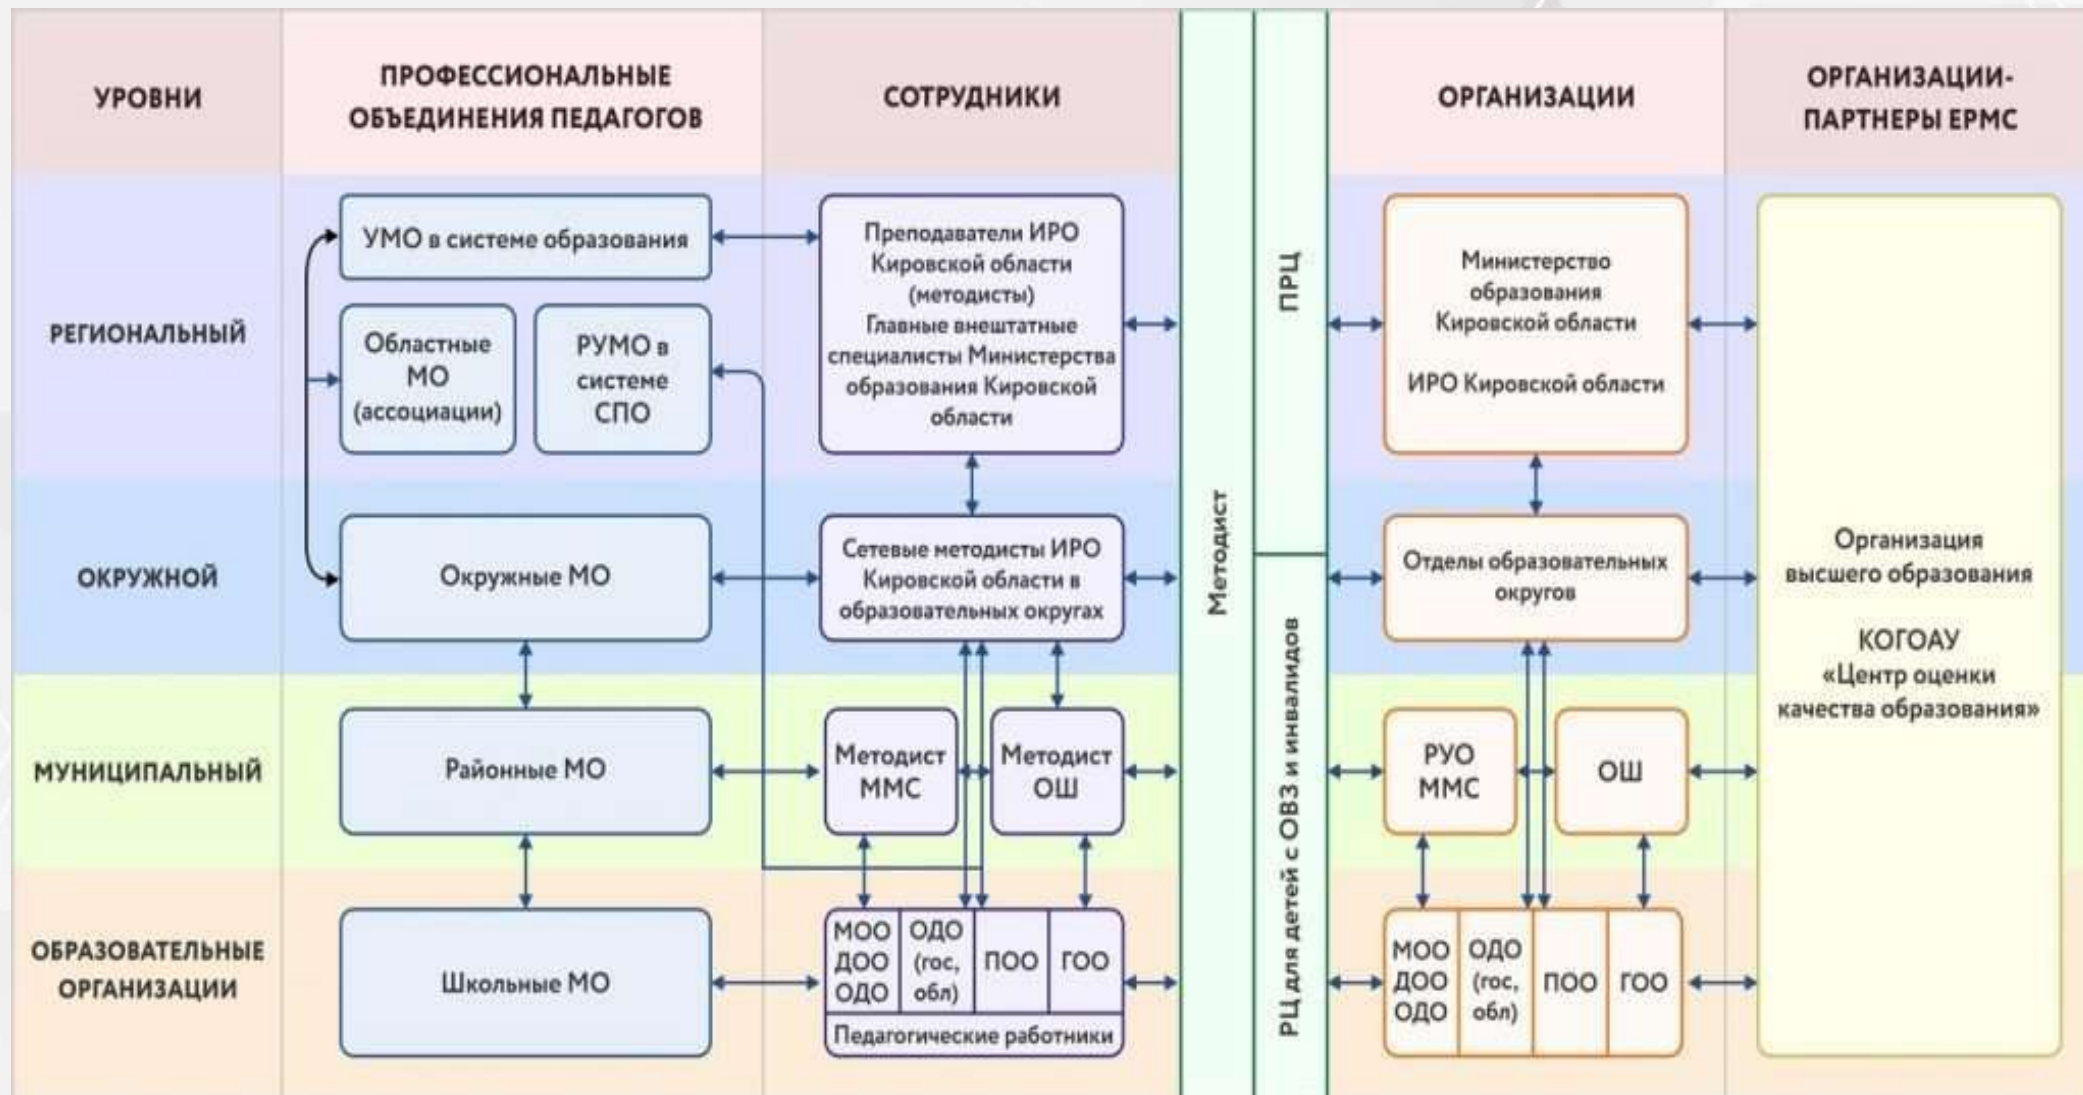 УРОВНИ
ПРОФЕССИОНАЛЬНЫЕ
ОБЪЕДИНЕНИЯ ПЕДАГОГОВ
СОТРУДНИКИ
ОРГАНИЗАЦИИ
ОРГАНИЗАЦИИ-
ПАРТНЕРЫ ЕРМС
РЕГИОНАЛЬНЫЙ
УМО в системе образования
Областные
МО
(ассоциации)
РУМО в
системе
СПО
Преподаватели ИРО
Кировской области
(методисты)
Главные внештатные
специалисты Министерства
образования Кировской
области
Методист
ПРЦ
РЦ для детей с ОВЗ и инвалидов
Министерство
образования
Кировской области
ИРО Кировской области
Организация
высшего образования
КОГОАУ
«Центр оценки
качества образования»
ОКРУЖНОЙ
Окружные МО
Сетевые методисты ИРО
Кировской области в
образовательных округах
Отделы образовательных
округов
МУНИЦИПАЛЬНЫЙ
Районные МО
Методист
ММС
Методист
ОШ
РУО
ММС
ОШ
ОБРАЗОВАТЕЛЬНЫЕ
ОРГАНИЗАЦИИ
Школьные МО
МОО
ДОО
ОДО
ОДО
(гос,
обл)
ПОО
ГОО
Педагогические работники
МОО
ДОО
ОДО
ОДО
(гос,
обл)
ПОО
ГОО